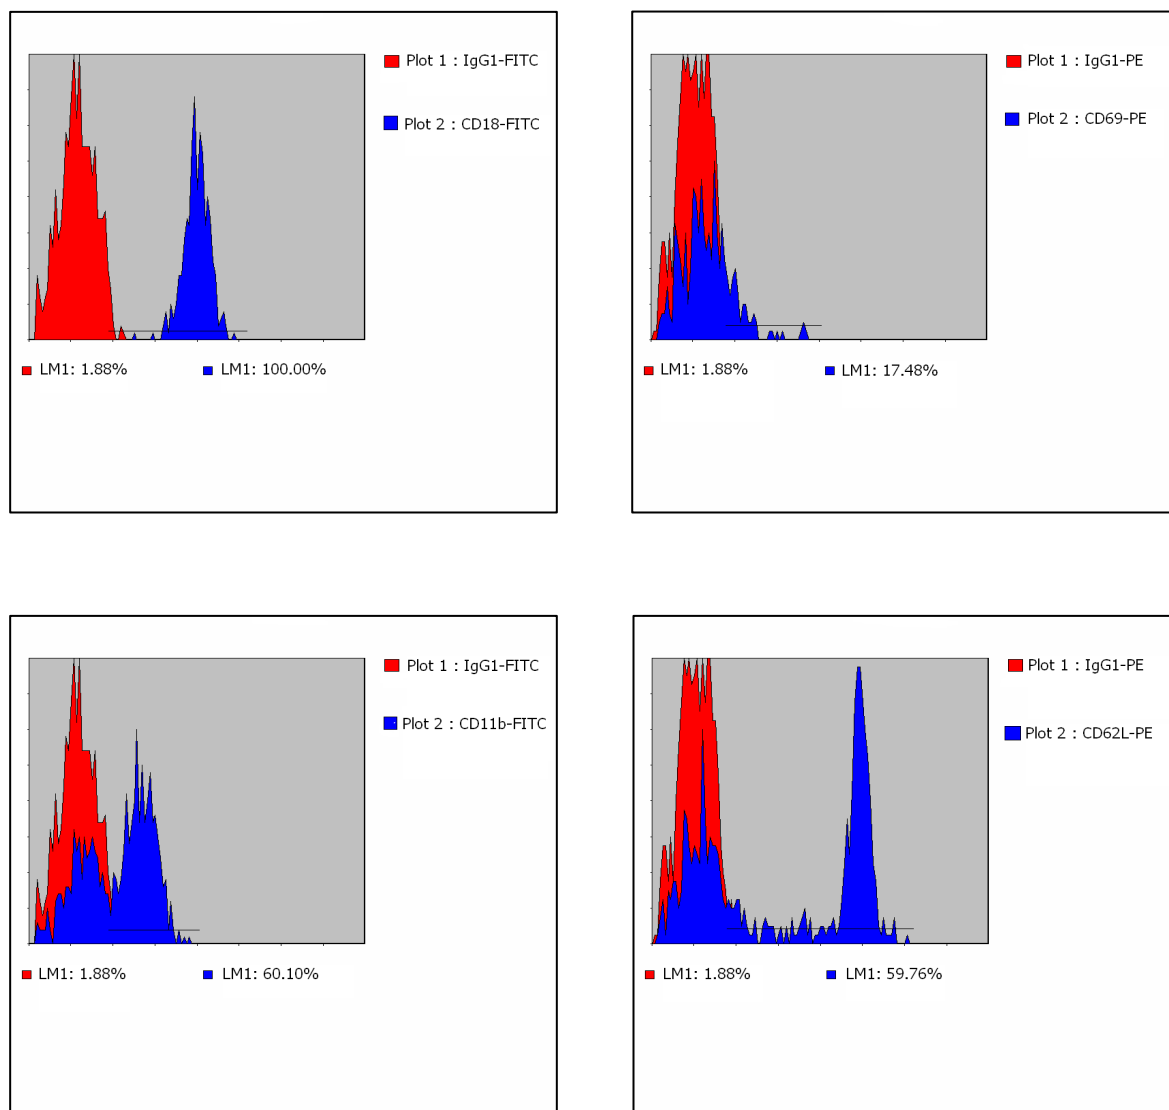 Plot 1 : IgG1-FITC
Plot 2 : CD18-FITC
LM1: 1.88% LM1: 100.00%
Plot 1 : IgG1-PE
Plot 2 : CD69-PE
LM1: 1.88% LM1: 17.48%
Plot 1 : IgG1-FITC
Plot 2 : CD11b-FITC
LM1: 1.88% LM1: 60.10%
Plot 1 : IgG1-PE
Plot 2 : CD62L-PE
LM1: 1.88% LM1: 59.76%